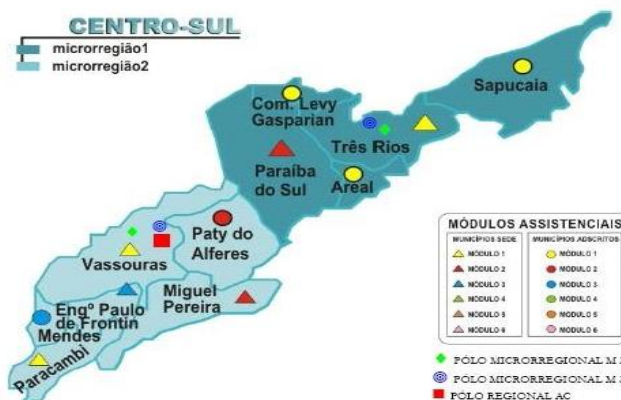 CENTRO-SUL
microrregião1
microrregião2
Sapucaia
Com. Levy
Gasparian
Três Rios
Paraíba
do Sul
Areal
Paty do
Alferes
Vassouras
Miguel
Pereira
Engº Paulo
de Frontin
Mendes
Paracambi
MÓDULOS ASSISTENCIAIS
MUNICÍPIOS SEDE MUNICÍPIOS ADSCRITOS
MÓDULO 1 MÓDULO 1
MÓDULO 2 MÓDULO 2
MÓDULO 3 MÓDULO 3
MÓDULO 4 MÓDULO 4
MÓDULO 5 MÓDULO 5
MÓDULO 6 MÓDULO 6
PÓLO MICRORREGIONAL M
PÓLO MICRORREGIONAL M
PÓLO REGIONAL AC